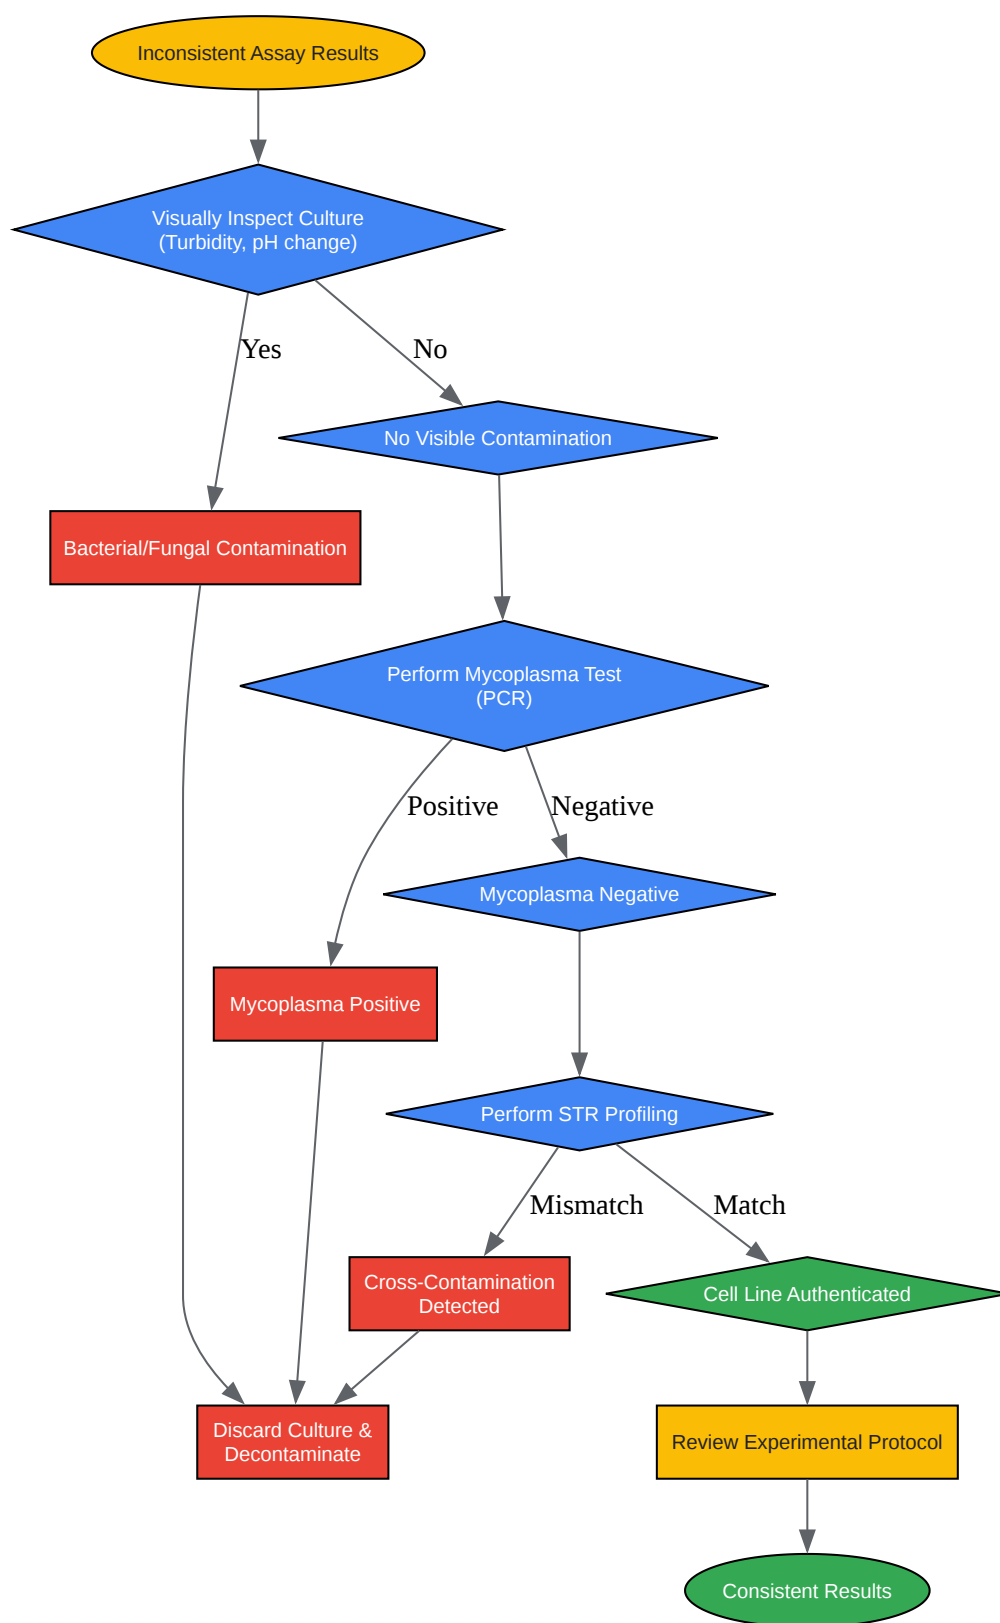 Inconsistent Assay Results
Visually Inspect Culture
(Turbidity, pH change)
Yes
No
No Visible Contamination
Bacterial/Fungal Contamination
Perform Mycoplasma Test
(PCR)
Positive
Negative
Mycoplasma Negative
Mycoplasma Positive
Perform STR Profiling
Mismatch
Match
Cross-Contamination
Detected
Cell Line Authenticated
Discard Culture &
Decontaminate
Review Experimental Protocol
Consistent Results